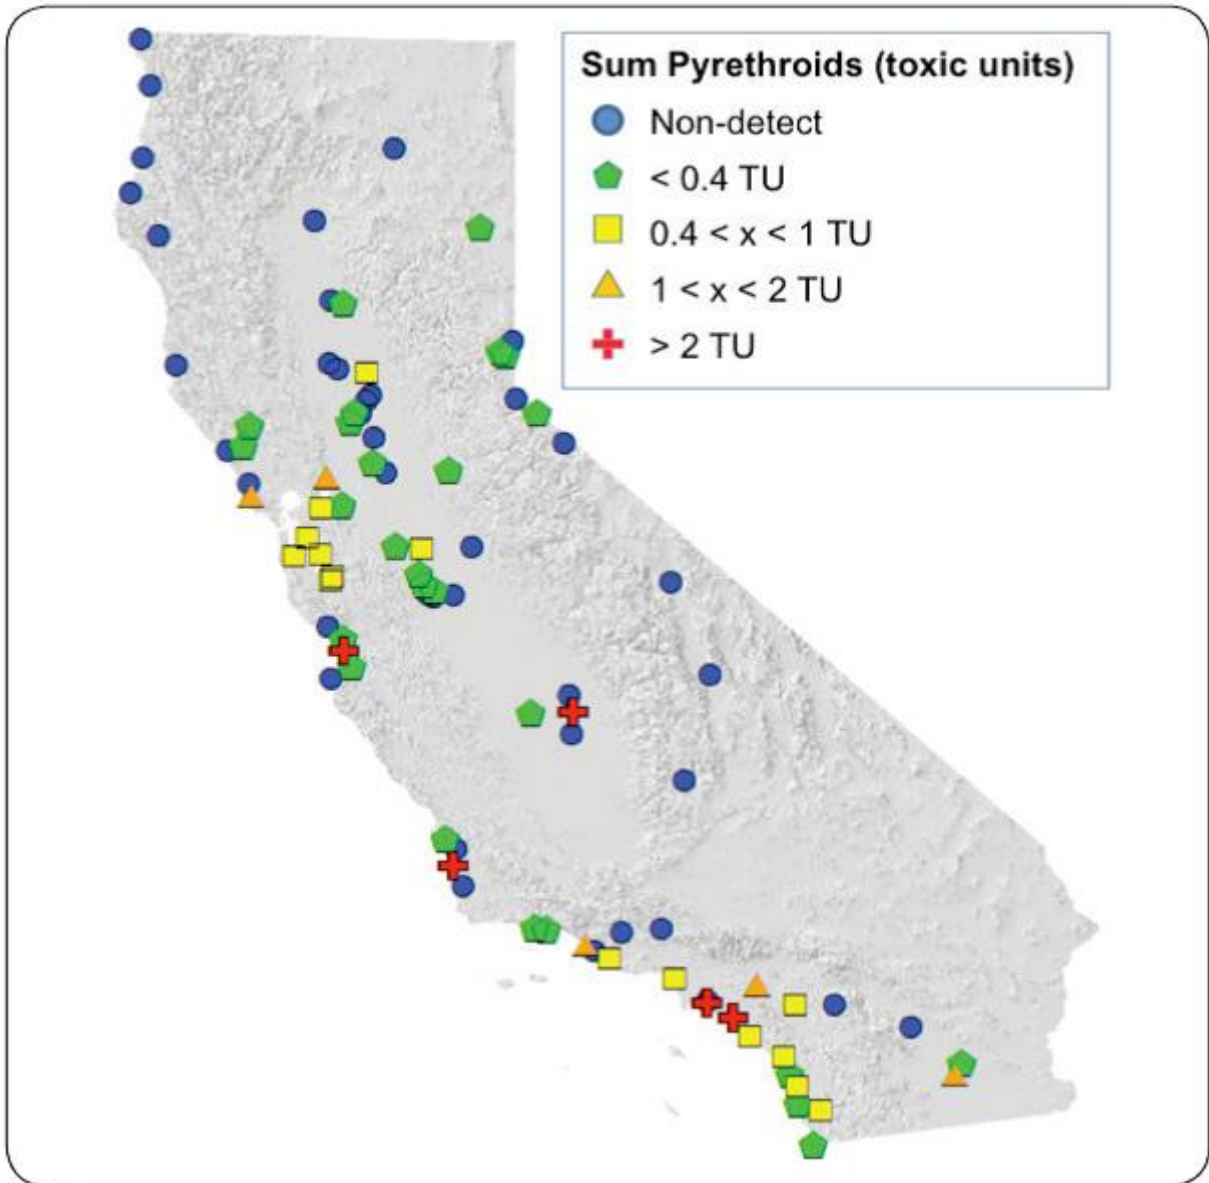 Sum Pyrethroids (toxic units)
Non-detect
< 0.4 TU
0.4 < x < 1 TU
1 < x < 2 TU
> 2 TU